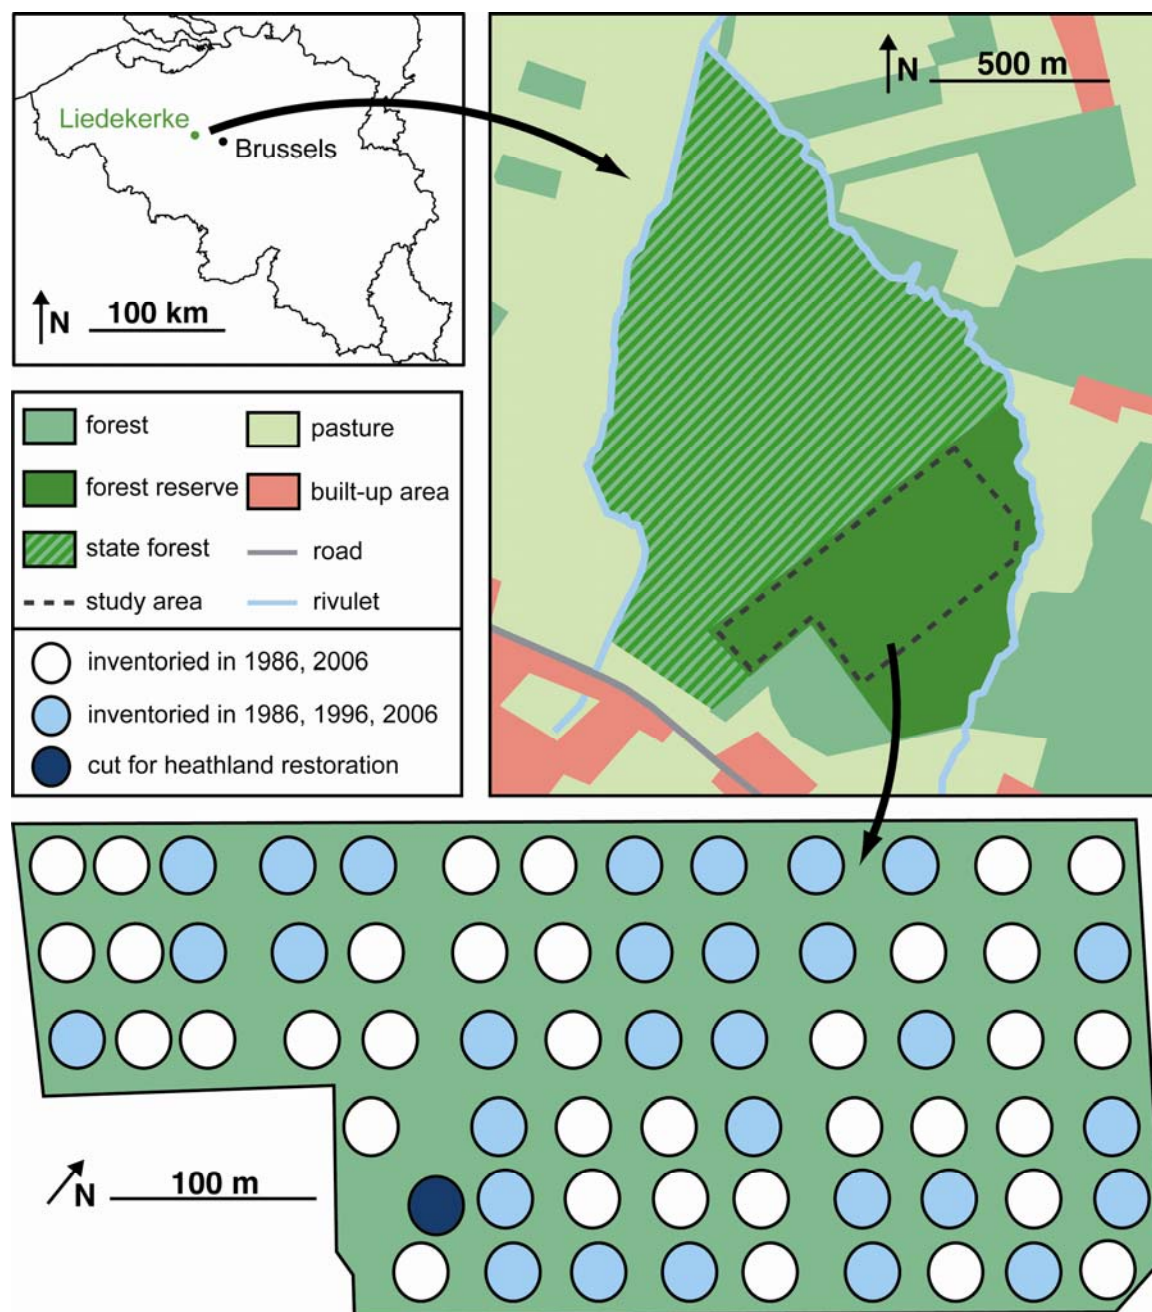 Liedekerke
Brussels
N
100 km
N
500 m
forest
pasture
forest reserve
built-up area
state forest
road
study area
rivulet
inventoried in 1986, 2006
inventoried in 1986, 1996, 2006
cut for heathland restoration
N
100 m